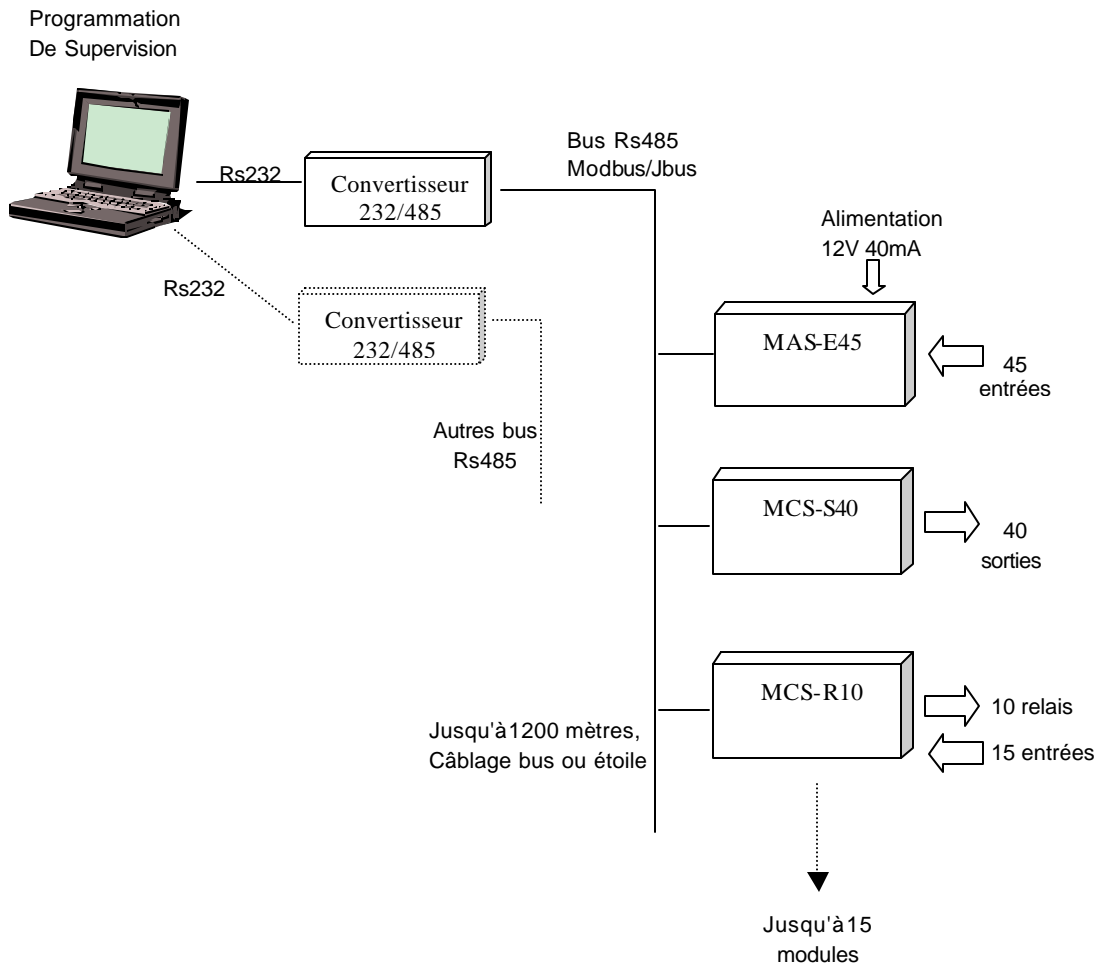 Programmation
De Supervision
Rs232
Convertisseur
232/485
Bus Rs485
Modbus/Jbus
Rs232
Convertisseur
232/485
Autres bus
Rs485
Alimentation
12V 40mA
MAS-E45
45
entrées
MCS-S40
40
sorties
MCS-R10
10 relais
15 entrées
Jusqu'à1200 mètres,
Câblage bus ou étoile
Jusqu'à15
modules